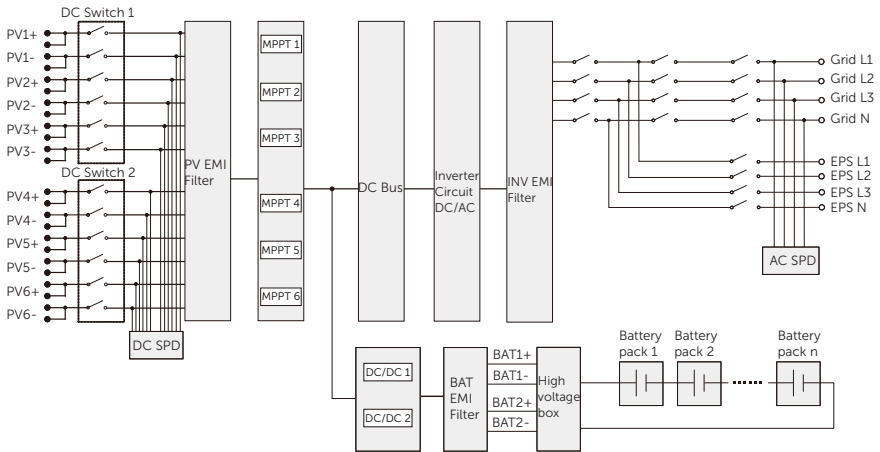 DC Switch 1
PV1+
PV1-
PV2+
PV2-
PV3+
PV3-
DC Switch 2
PV4+
PV4-
PV5+
PV5-
PV6+
PV6-
DC SPD
PV EMI
Filter
MPPT 1
MPPT 2
MPPT 3
MPPT 4
MPPT 5
MPPT 6
DC Bus
Inverter
Circuit
DC/AC
INV EMI
Filter
Grid L1
Grid L2
Grid L3
Grid N
EPS L1
EPS L2
EPS L3
EPS N
AC SPD
DC/DC 1
DC/DC 2
BAT
EMI
Filter
BAT1+
BAT1-
BAT2+
BAT2-
High
voltage
box
Battery
pack 1
Battery
pack 2
Battery
pack n